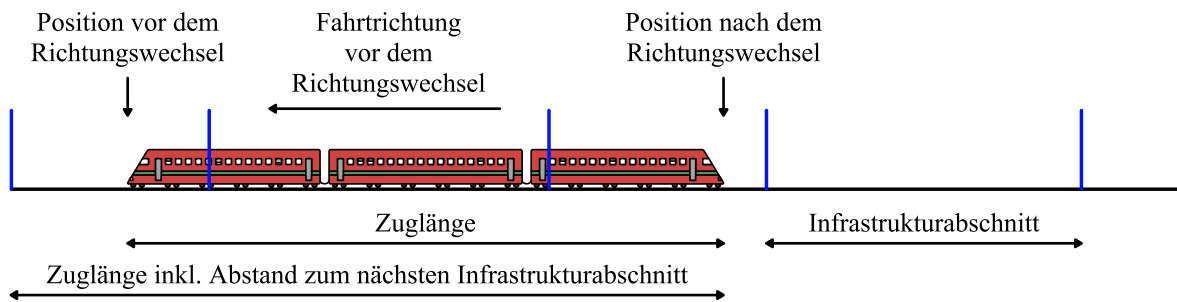 Position vor dem
Richtungswechsel
Fahrtrichtung
vor dem
Richtungswechsel
Position nach dem
Richtungswechsel
Zuglänge
Infrastrukturabschnitt
Zuglänge inkl. Abstand zum nächsten Infrastrukturabschnitt